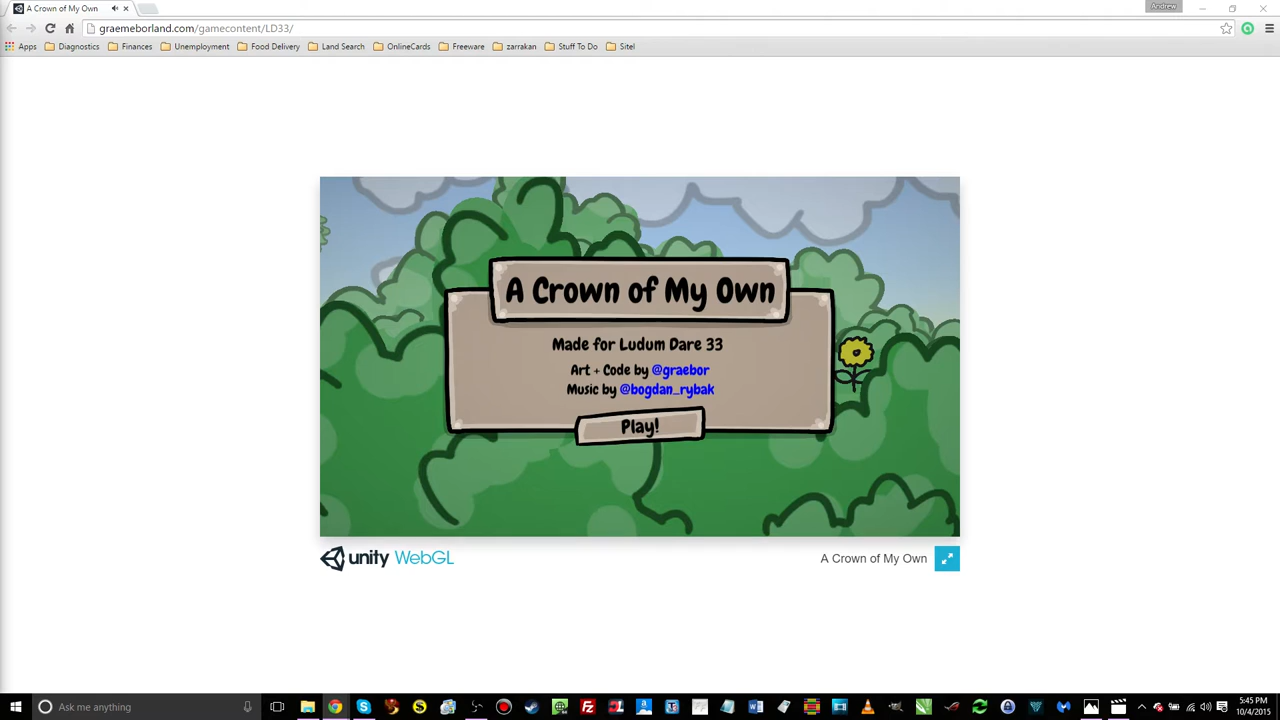 A Crown of My Own
Andrew
graemeborland.com/gamecontent/LD33/
Apps Diagnostics Finances Unemployment Food Delivery Land Search OnlineCards Freeware zarrakan Stuff To Do Sitel
A Crown of My Own
Made for Ludum Dare 33
Art + Code by @graebor
Music by @bogdan_rybak
Play!
unity WebGL
A Crown of My Own
Ask me anything
5:45 PM
10/4/2015